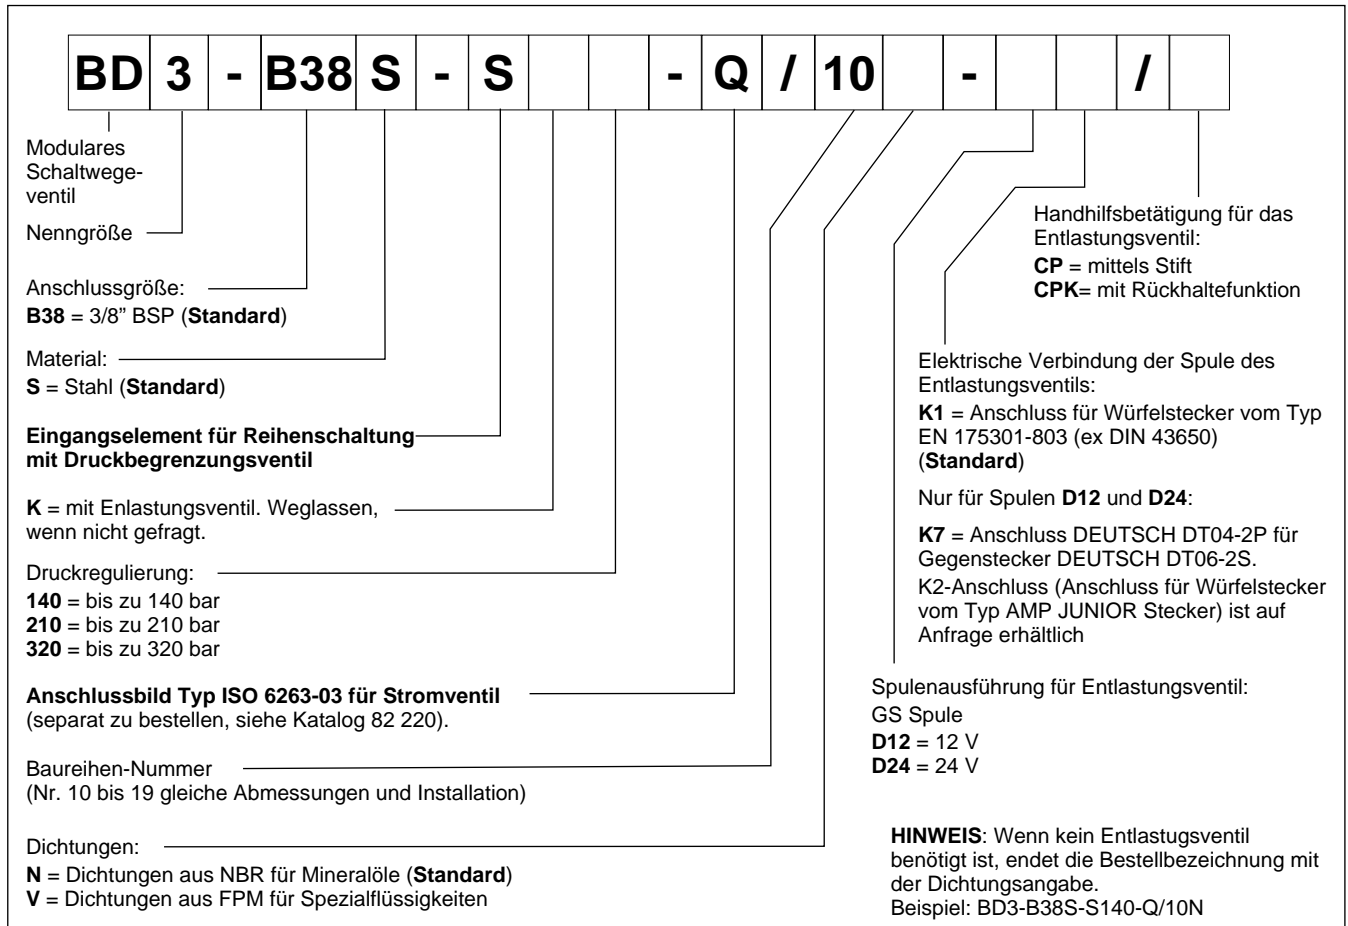 BD 3 - B38 S - S - Q / 10 - /
Modulares
Schaltwege-
ventil
Nenngröße
Anschlussgröße:
B38 = 3/8” BSP (Standard)
Material:
S = Stahl (Standard)
Eingangselement für Reihenschaltung
mit Druckbegrenzungsventil
K = mit Enlastungsventil. Weglassen,
wenn nicht gefragt.
Druckregulierung:
140 = bis zu 140 bar
210 = bis zu 210 bar
320 = bis zu 320 bar
Anschlussbild Typ ISO 6263-03 für Stromventil
(separat zu bestellen, siehe Katalog 82 220).
Baureihen-Nummer
(Nr. 10 bis 19 gleiche Abmessungen und Installation)
Dichtungen:
N = Dichtungen aus NBR für Mineralöle (Standard)
V = Dichtungen aus FPM für Spezialflüssigkeiten
Handhilfsbetätigung für das
Entlastungsventil:
CP = mittels Stift
CPK= mit Rückhaltefunktion
Elektrische Verbindung der Spule des
Entlastungsventils:
K1 = Anschluss für Würfelstecker vom Typ
EN 175301-803 (ex DIN 43650)
(Standard)
Nur für Spulen D12 und D24:
K7 = Anschluss DEUTSCH DT04-2P für
Gegenstecker DEUTSCH DT06-2S.
K2-Anschluss (Anschluss für Würfelstecker
vom Typ AMP JUNIOR Stecker) ist auf
Anfrage erhältlich
Spulenausführung für Entlastungsventil:
GS Spule
D12 = 12 V
D24 = 24 V
HINWEIS: Wenn kein Entlastugsventil
benötigt ist, endet die Bestellbezeichnung mit
der Dichtungsangabe.
Beispiel: BD3-B38S-S140-Q/10N